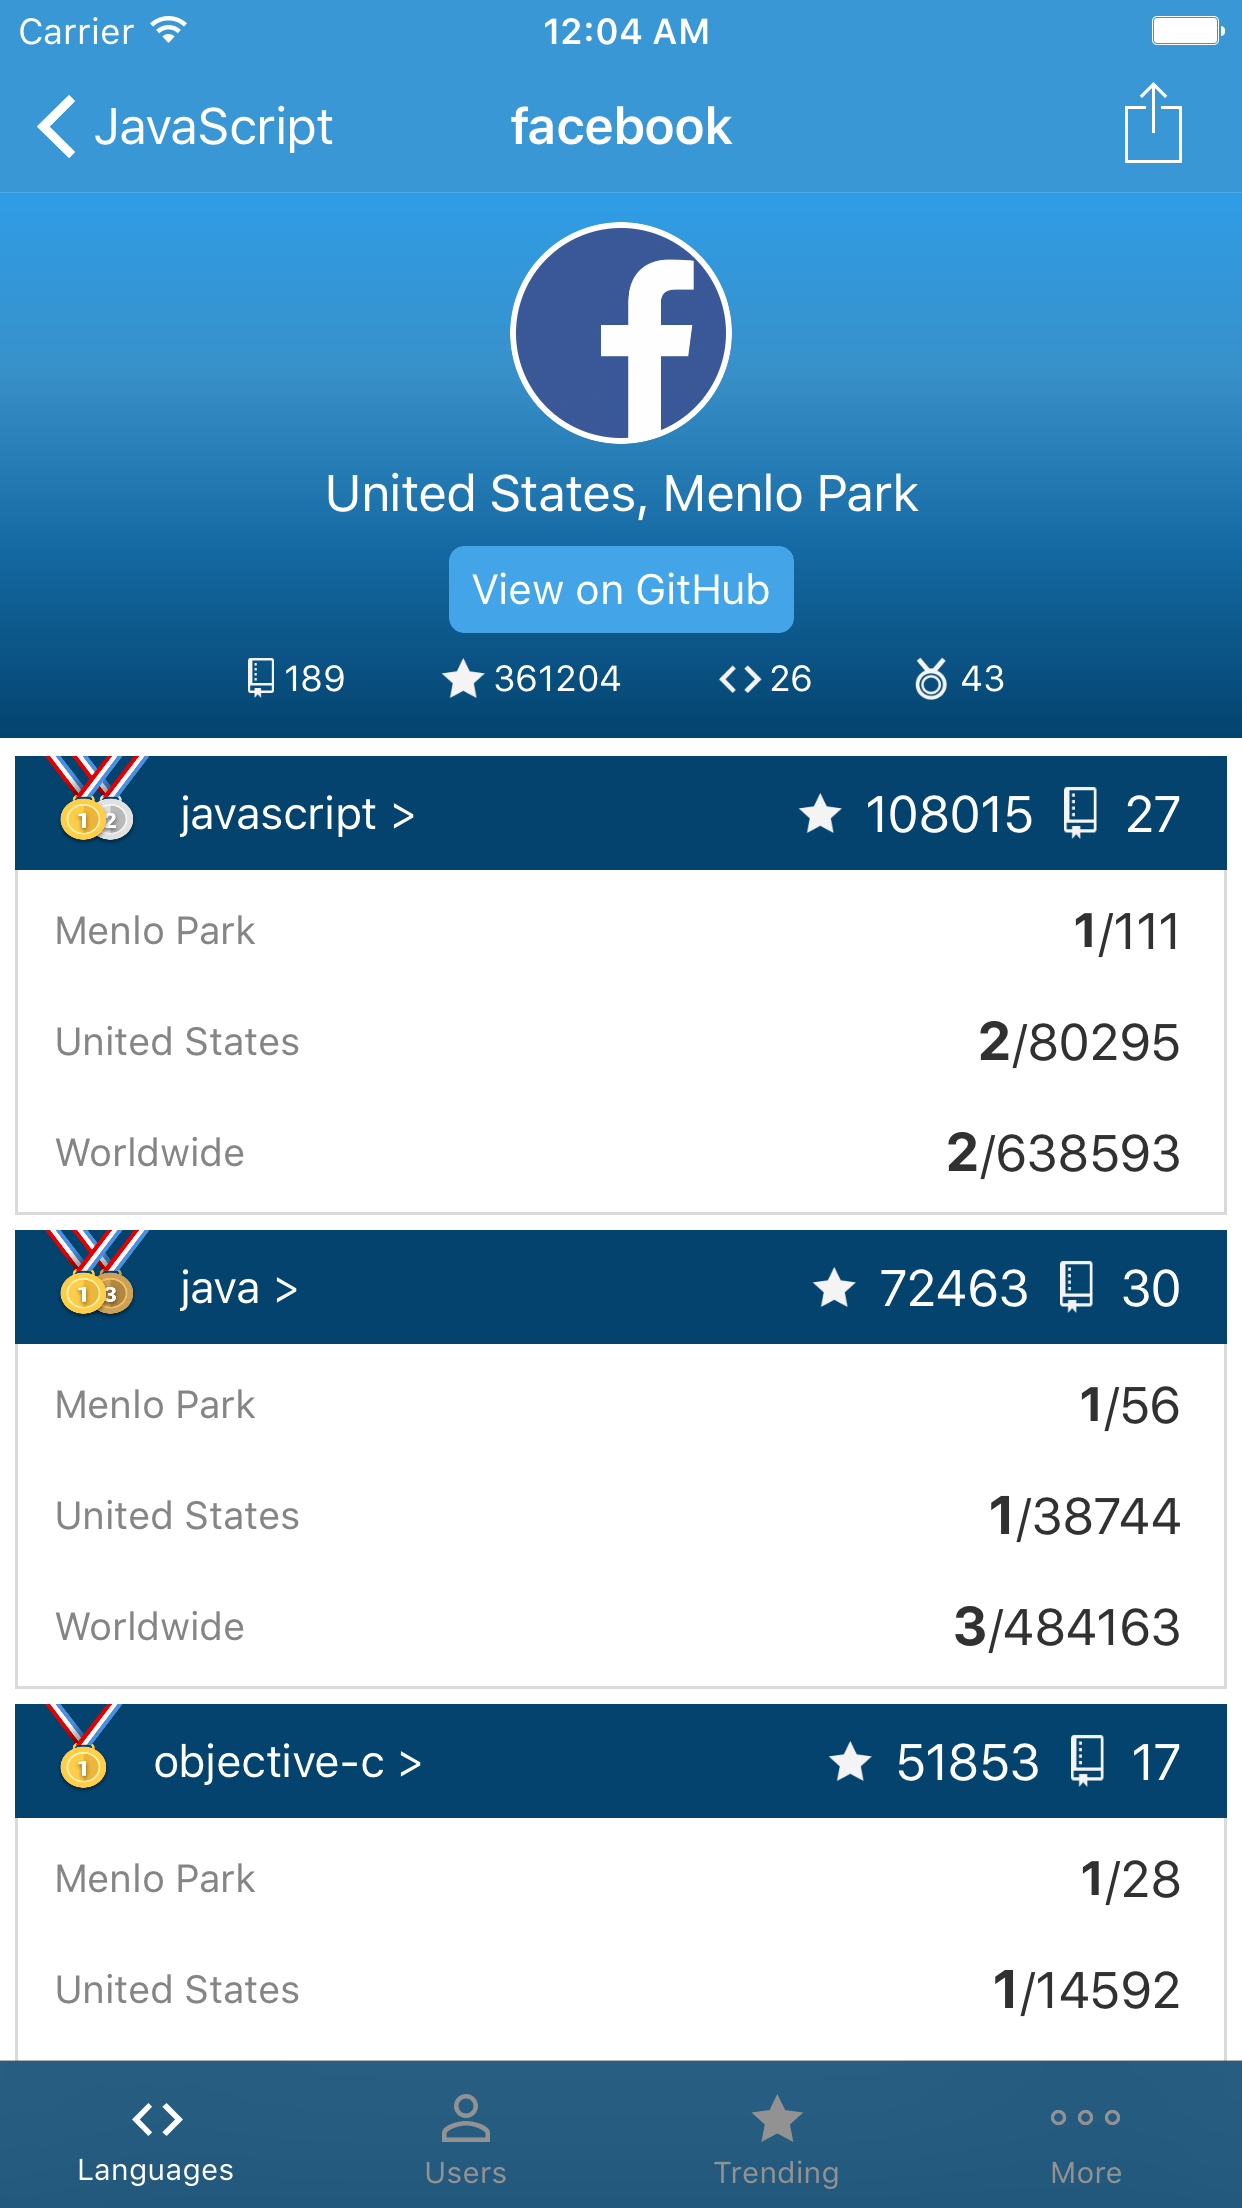 Carrier 12:04 AM
JavaScript facebook
United States, Menlo Park
View on GitHub
189 361204 26 43
1 2 javascript > 108015 27
Menlo Park 1/111
United States 2/80295
Worldwide 2/638593
1 3 java > 72463 30
Menlo Park 1/56
United States 1/38744
Worldwide 3/484163
1 objective-c > 51853 17
Menlo Park 1/28
United States 1/14592
Languages Users Trending More